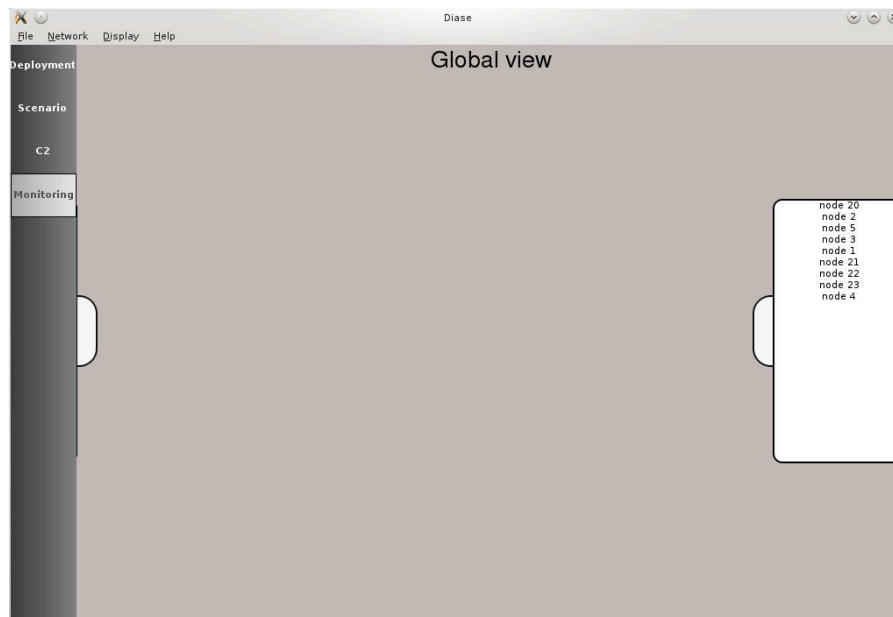 Diase
File Network Display Help
Global view
Deployment
Scenario
C2
Monitoring
node 20
node 2
node 5
node 3
node 1
node 21
node 22
node 23
node 4